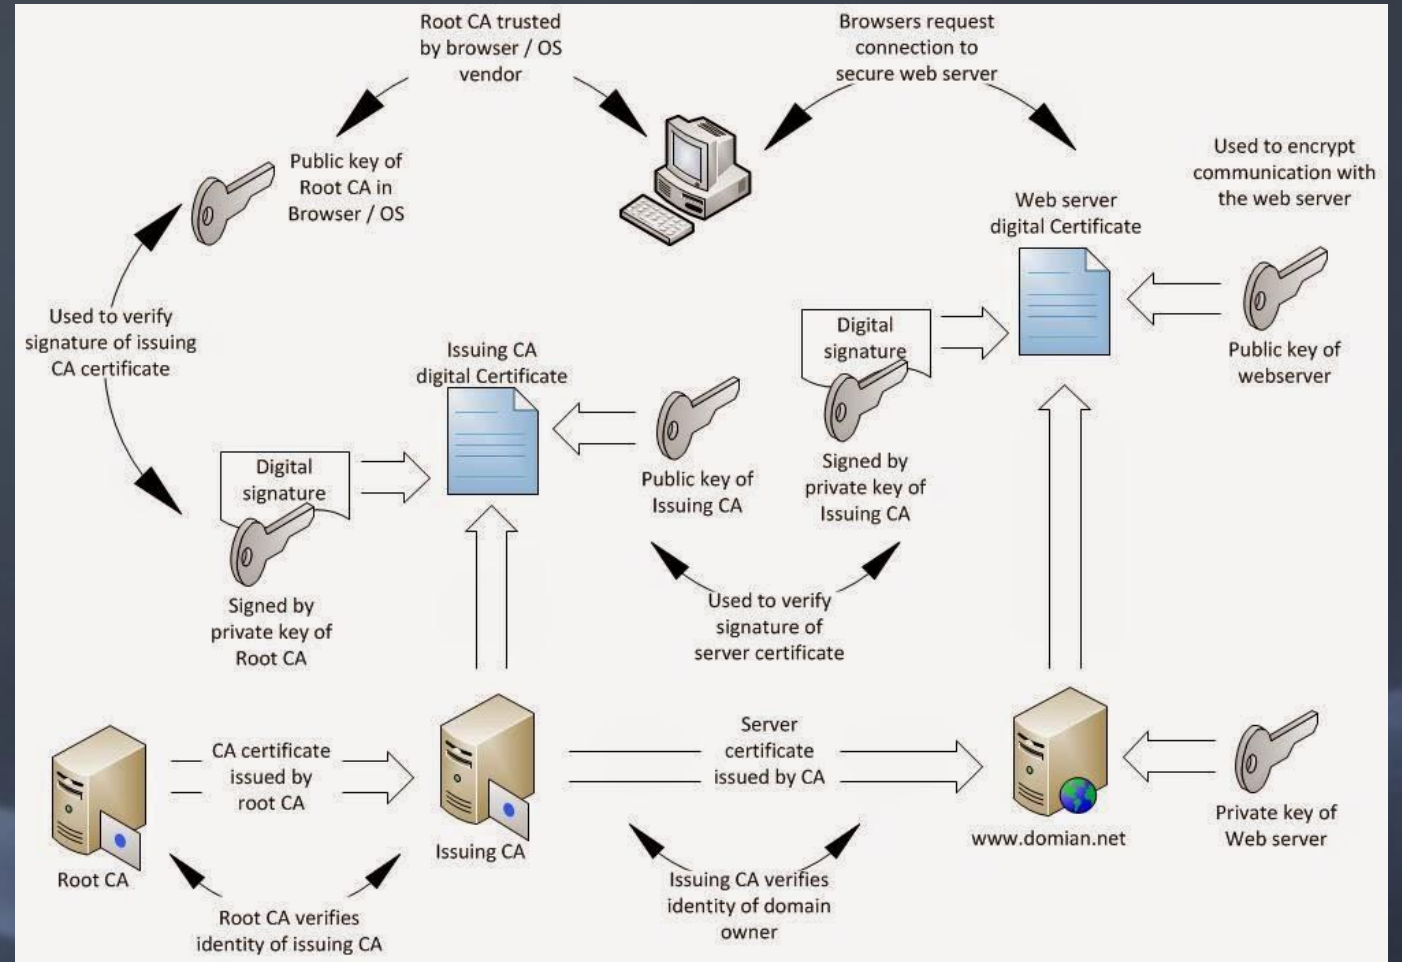 Root CA trusted
by browser / OS
vendor
Browsers request
connection to
secure web server
Public key of
Root CA in
Browser / OS
Used to encrypt
communication with
the web server
Web server
digital Certificate
Used to verify
signature of issuing
CA certificate
Issuing CA
digital Certificate
Digital
signature
Public key of
webserver
Digital
signature
Public key of
Issuing CA
Signed by
private key of
Issuing CA
Signed by
private key of
Root CA
Used to verify
signature of
server certificate
CA certificate
issued by
root CA
Server
certificate
issued by CA
Root CA
Issuing CA
www.domian.net
Private key of
Web server
Root CA verifies
identity of issuing CA
Issuing CA verifies
identity of domain
owner